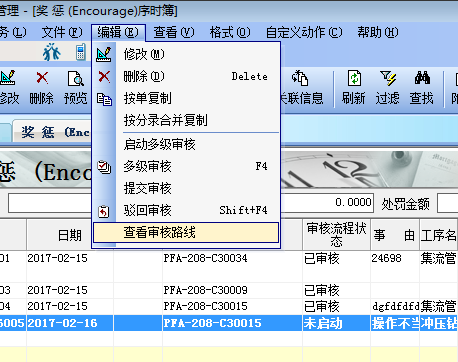 管理 - [奖 惩 (Encourage)序时簿]
务(L) 文件(F) 编辑(E) 查看(V) 格式(O) 自定义动作(C) 帮助(H)
修改 删除 预览 关联信息 刷新 过滤 查找 附
修改(M)
删除(D) Delete
按单复制
按分录合并复制
启动多级审核
多级审核 F4
提交审核
驳回审核 Shift+F4
查看审核路线
奖 惩 (Enc
惩 (Enco
0.0000 处罚金额
日期 审核流程状态 事 由 工序名
01 2017-02-15 PFA-208-C30034 已审核 24698 集流管
03 2017-02-15 PFA-208-C30009 已审核
04 2017-02-15 PFA-208-C30015 已审核 dgfdfdfd 集流管
6005 2017-02-16 PFA-208-C30015 未启动 操作不当 冲压钻